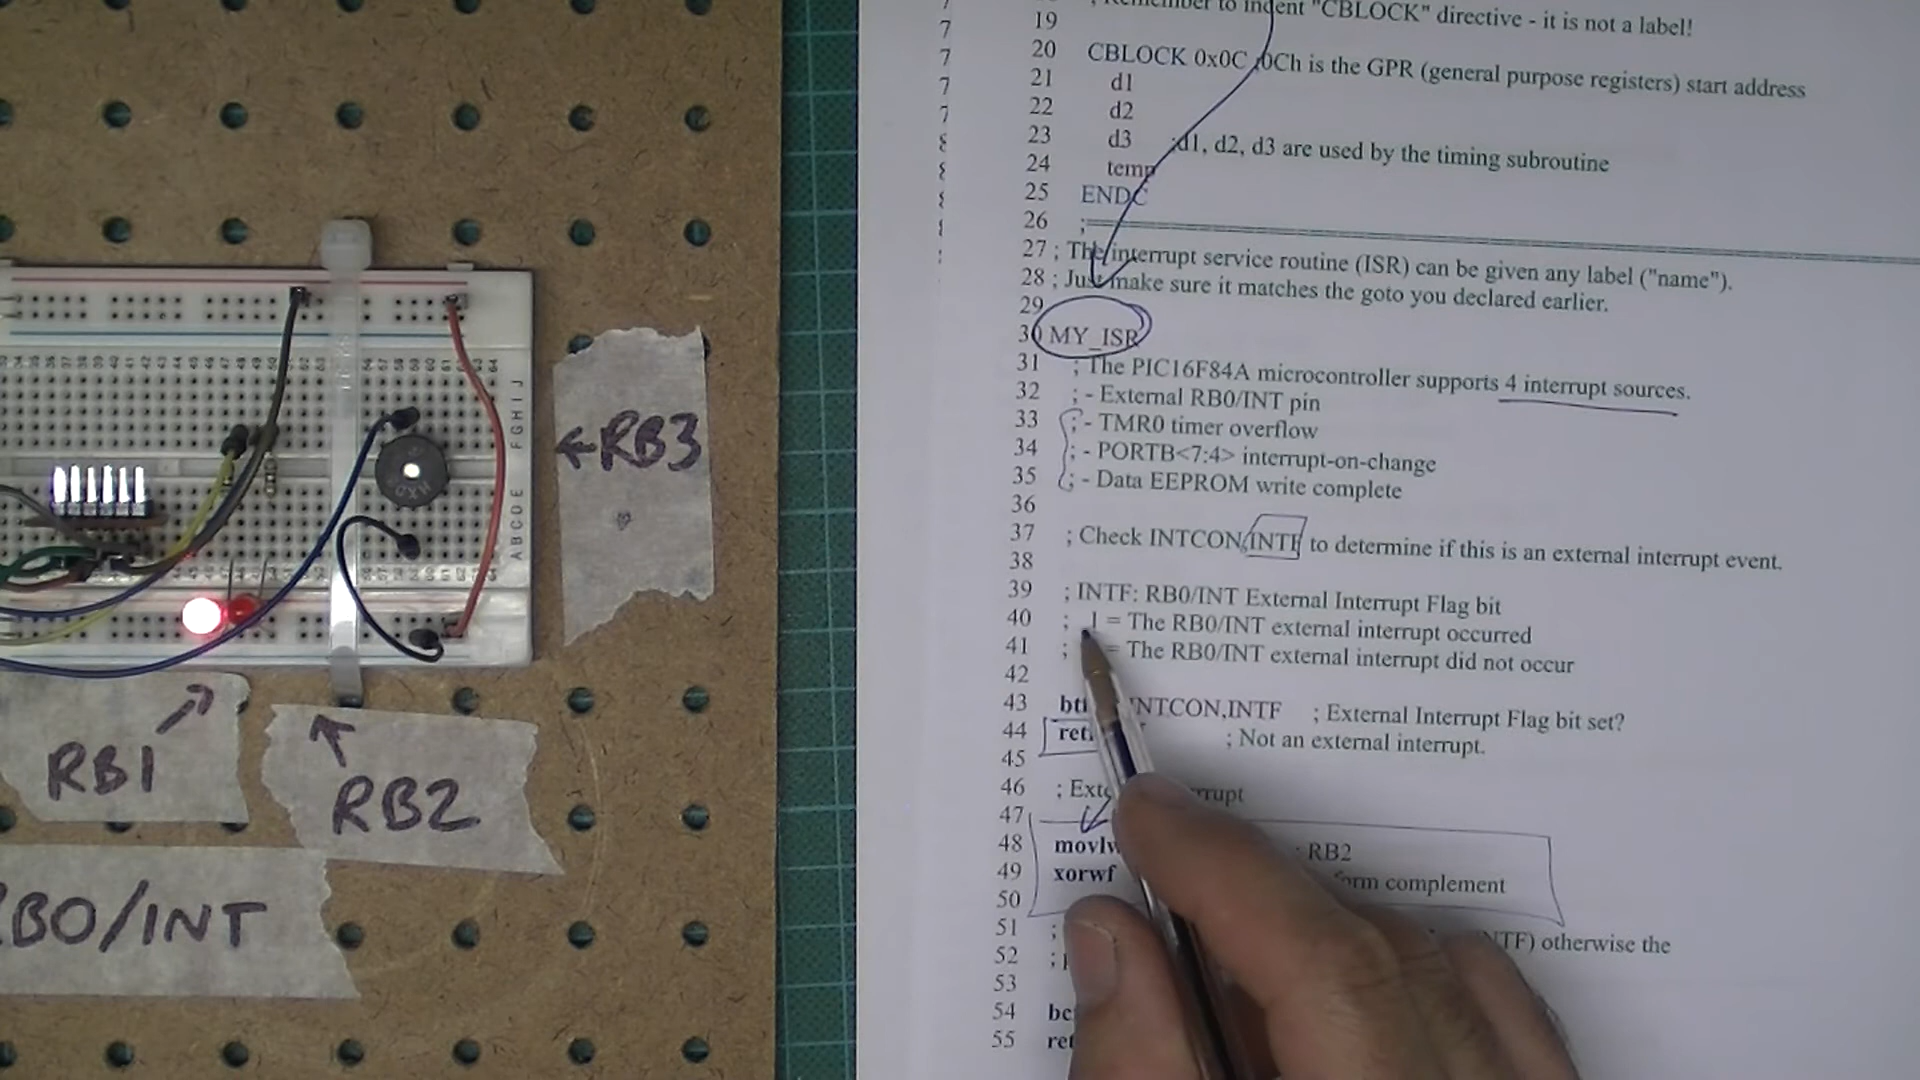 19 ; Remember to indent "CBLOCK" directive - it is not a label!
20 CBLOCK 0x0C ;0Ch is the GPR (general purpose registers) start address
21 d1
22 d2
23 d3 ;d1, d2, d3 are used by the timing subroutine
24 temp
25 ENDC
26 ;
27 ; The interrupt service routine (ISR) can be given any label ("name").
28 ; Just make sure it matches the goto you declared earlier.
29
30 MY_ISR
31 ; The PIC16F84A microcontroller supports 4 interrupt sources.
32 ; - External RB0/INT pin
33 ; - TMR0 timer overflow
34 ; - PORTB<7:4> interrupt-on-change
35 ; - Data EEPROM write complete
36
37 ; Check INTCON,INTF to determine if this is an external interrupt event.
38
39 ; INTF: RB0/INT External Interrupt Flag bit
40 ; 1 = The RB0/INT external interrupt occurred
41 ; = The RB0/INT external interrupt did not occur
42
43 INTCON,INTF ; External Interrupt Flag bit set?
44 ; Not an external interrupt.
45
46 ;
47
48 RB2
49 xorwf complement
50
51 ; INTF) otherwise the
52 ;
53
54
55
RB3
RB1
RB2
RB0/INT
F G H I J
A B C D E